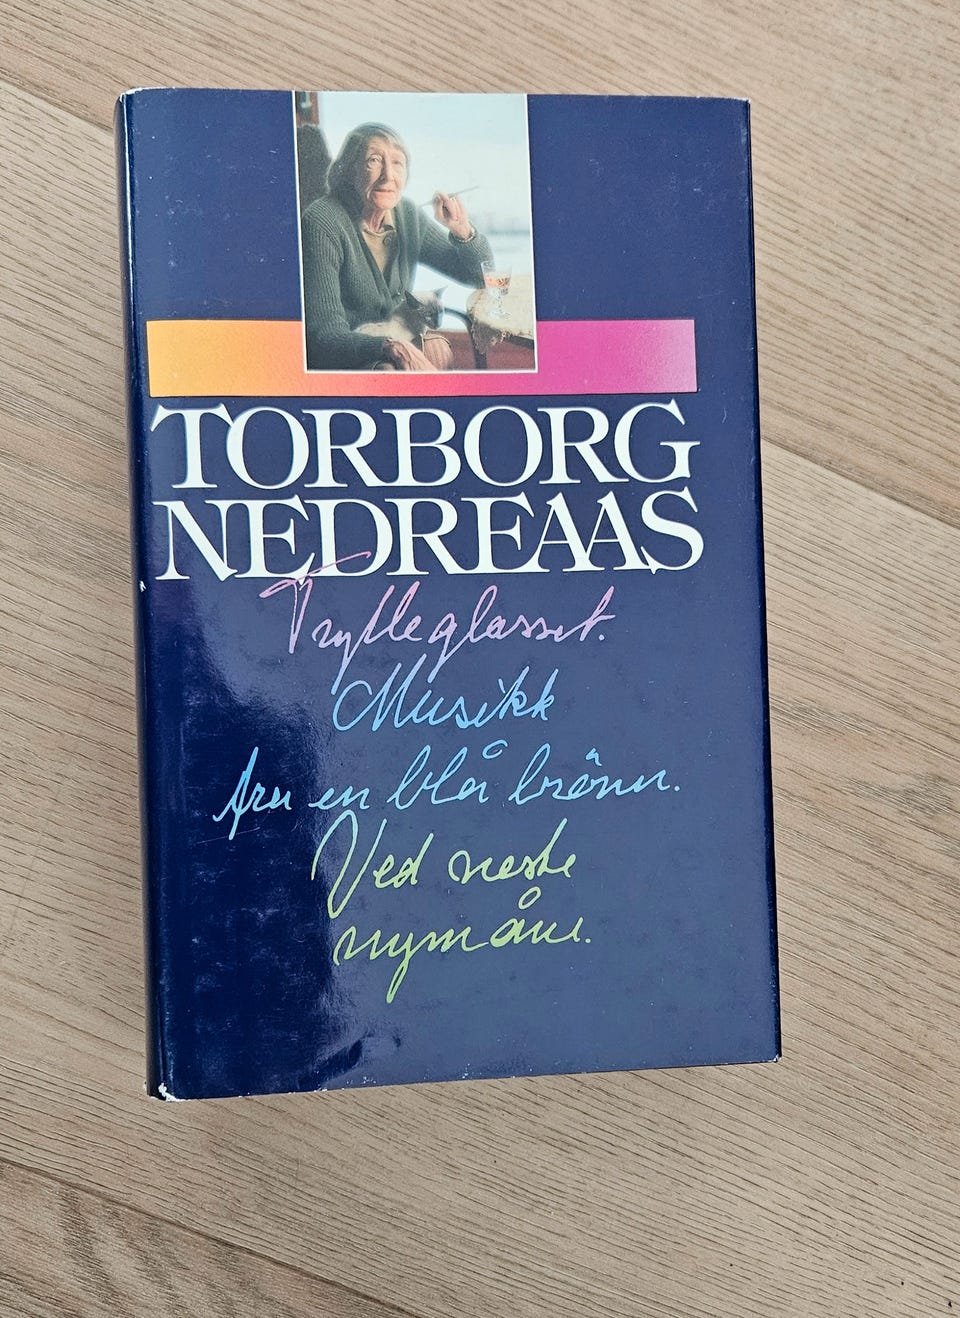 TORBORG
NEDREAAS
Trylleglasset.
Musikk
fra en blå brønn.
Ved neste
nymåne.